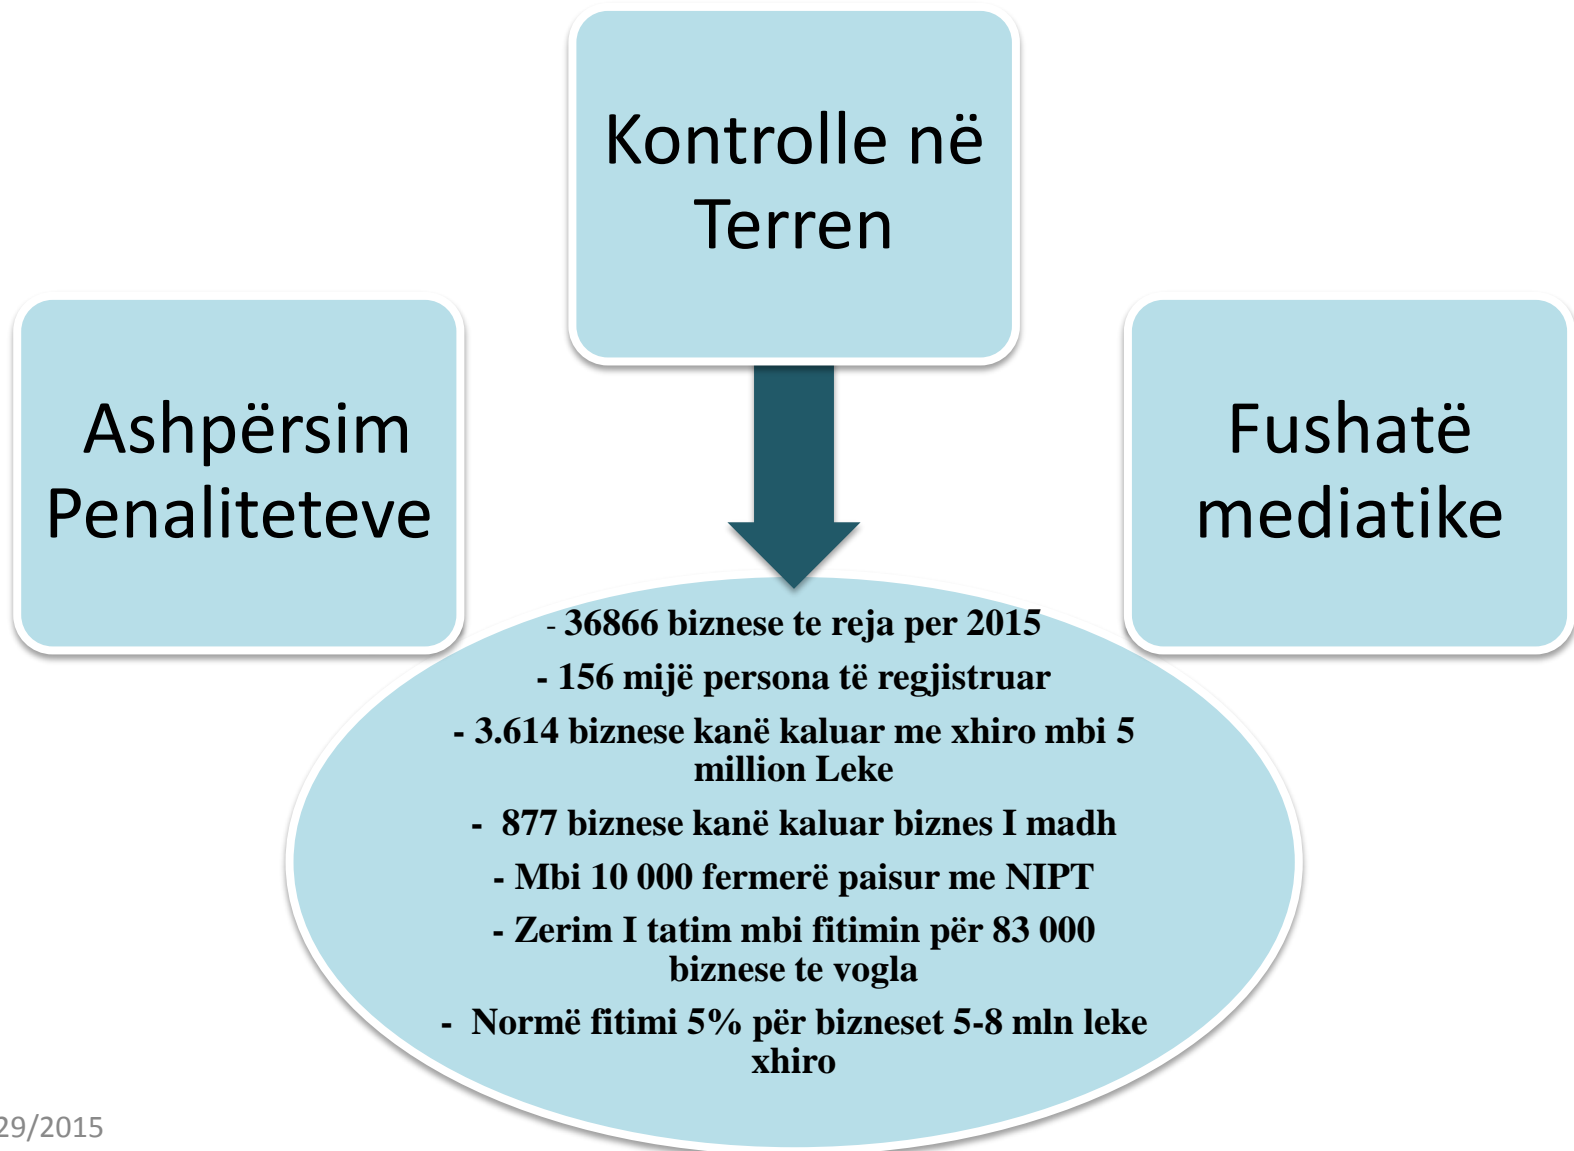 Kontrolle në
Terren
Ashpërsim
Penaliteteve
Fushatë
mediatike
- 36866 biznese te reja per 2015
- 156 mijë persona të regjistruar
- 3.614 biznese kanë kaluar me xhiro mbi 5
million Leke
- 877 biznese kanë kaluar biznes I madh
- Mbi 10 000 fermerë paisur me NIPT
- Zerim I tatim mbi fitimin për 83 000
biznese te vogla
- Normë fitimi 5% për bizneset 5-8 mln leke
xhiro
29/2015